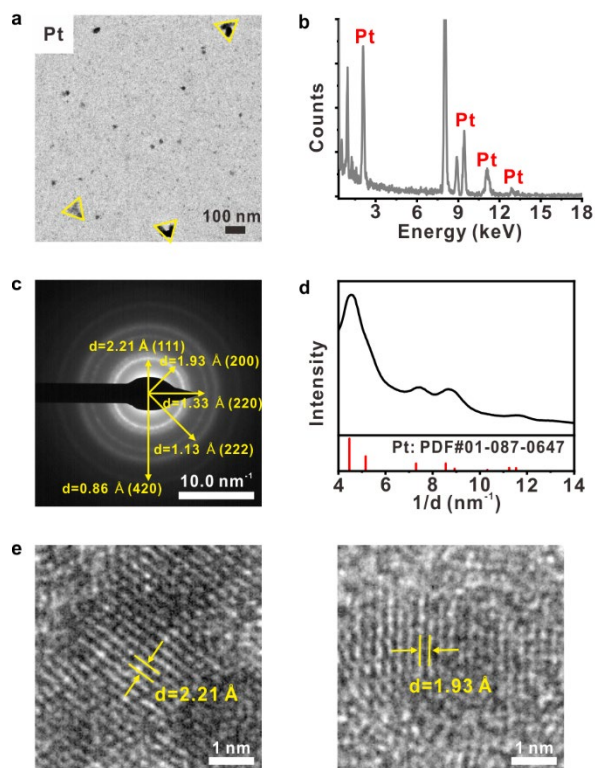 a
Pt
100 nm
b
Counts
Pt
Pt
Pt
Pt
3
6
9
12
15
18
Energy (keV)
c
d=2.21 Å (111)
d=1.93 Å (200)
d=1.33 Å (220)
d=1.13 Å (222)
d=0.86 Å (420)
10.0 nm⁻¹
d
Intensity
Pt: PDF#01-087-0647
4
6
8
10
12
14
1/d (nm⁻¹)
e
d=2.21 Å
1 nm
d=1.93 Å
1 nm